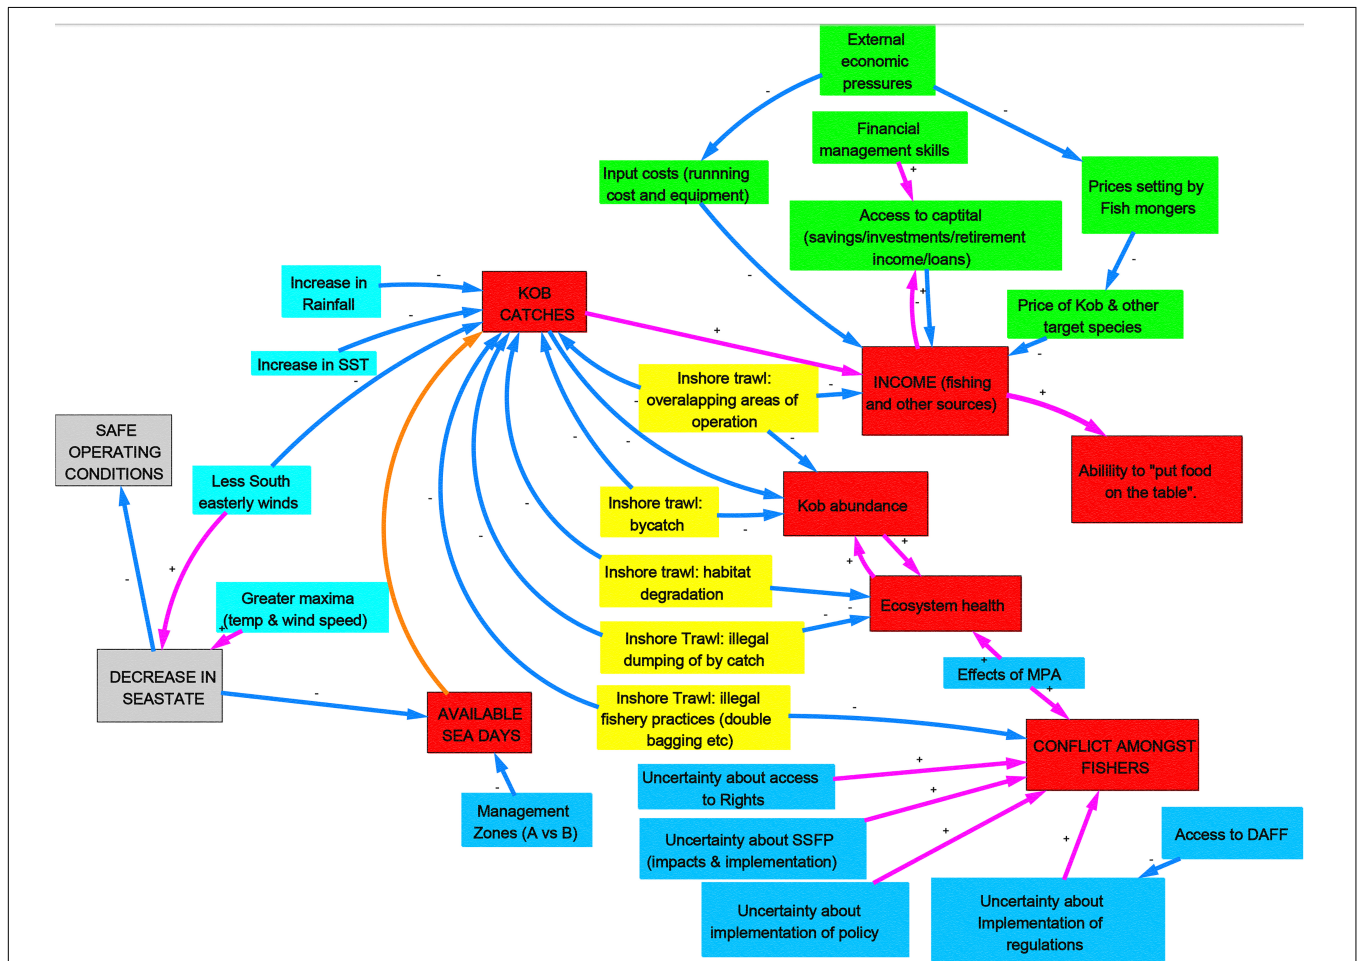 External
economic
pressures
Financial
management skills
Input costs (runnning
cost and equipment)
Prices setting by
Fish mongers
Access to captital
(savings/investments/retirement
income/loans)
Increase in
Rainfall
KOB
CATCHES
Price of Kob & other
target species
Increase in SST
Inshore trawl:
overalapping areas of
operation
INCOME (fishing
and other sources)
SAFE
OPERATING
CONDITIONS
Less South
easterly winds
Abilility to "put food
on the table".
Inshore trawl:
bycatch
Kob abundance
Inshore trawl: habitat
degradation
Greater maxima
(temp & wind speed)
Ecosystem health
Inshore Trawl: illegal
dumping of by catch
DECREASE IN
SEASTATE
Effects of MPA
AVAILABLE
SEA DAYS
Inshore Trawl: illegal
fishery practices (double
bagging etc)
CONFLICT AMONGST
FISHERS
Uncertainty about access
to Rights
Management
Zones (A vs B)
Uncertainty about SSFP
(impacts & implementation)
Access to DAFF
Uncertainty about
implementation of policy
Uncertainty about
Implementation of
regulations